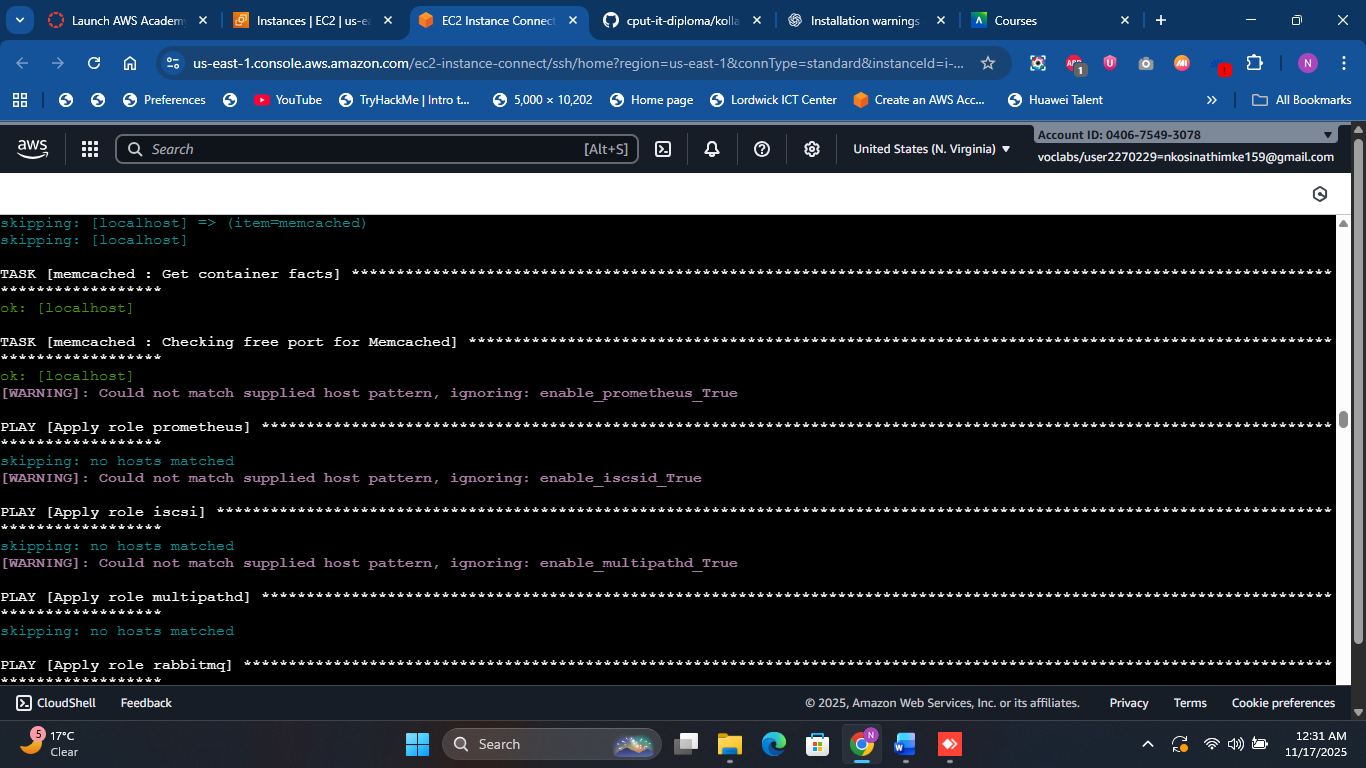 Launch AWS Academy
Instances | EC2 | us-ea
EC2 Instance Connect
cput-it-diploma/kolla
Installation warnings
Courses
us-east-1.console.aws.amazon.com/ec2-instance-connect/ssh/home?region=us-east-1&connType=standard&instanceId=i-...
1
N
Preferences
YouTube
TryHackMe | Intro t...
5,000 × 10,202
Home page
Lordwick ICT Center
Create an AWS Acc...
Huawei Talent
»
All Bookmarks
aws
Search
[Alt+S]
United States (N. Virginia)
Account ID: 0406-7549-3078
voclabs/user2270229=nkosinathimke159@gmail.com
skipping: [localhost] => (item=memcached)
skipping: [localhost]
TASK [memcached : Get container facts] *************************************************************************************************************
******************
ok: [localhost]
TASK [memcached : Checking free port for Memcached] ************************************************************************************************
******************
ok: [localhost]
[WARNING]: Could not match supplied host pattern, ignoring: enable_prometheus_True
PLAY [Apply role prometheus] ***********************************************************************************************************************
******************
skipping: no hosts matched
[WARNING]: Could not match supplied host pattern, ignoring: enable_iscsid_True
PLAY [Apply role iscsi] ****************************************************************************************************************************
******************
skipping: no hosts matched
[WARNING]: Could not match supplied host pattern, ignoring: enable_multipathd_True
PLAY [Apply role multipathd] ***********************************************************************************************************************
******************
skipping: no hosts matched
PLAY [Apply role rabbitmq] *************************************************************************************************************************
******************
CloudShell
Feedback
© 2025, Amazon Web Services, Inc. or its affiliates.
Privacy
Terms
Cookie preferences
5
17°C
Clear
Search
N
12:31 AM
11/17/2025